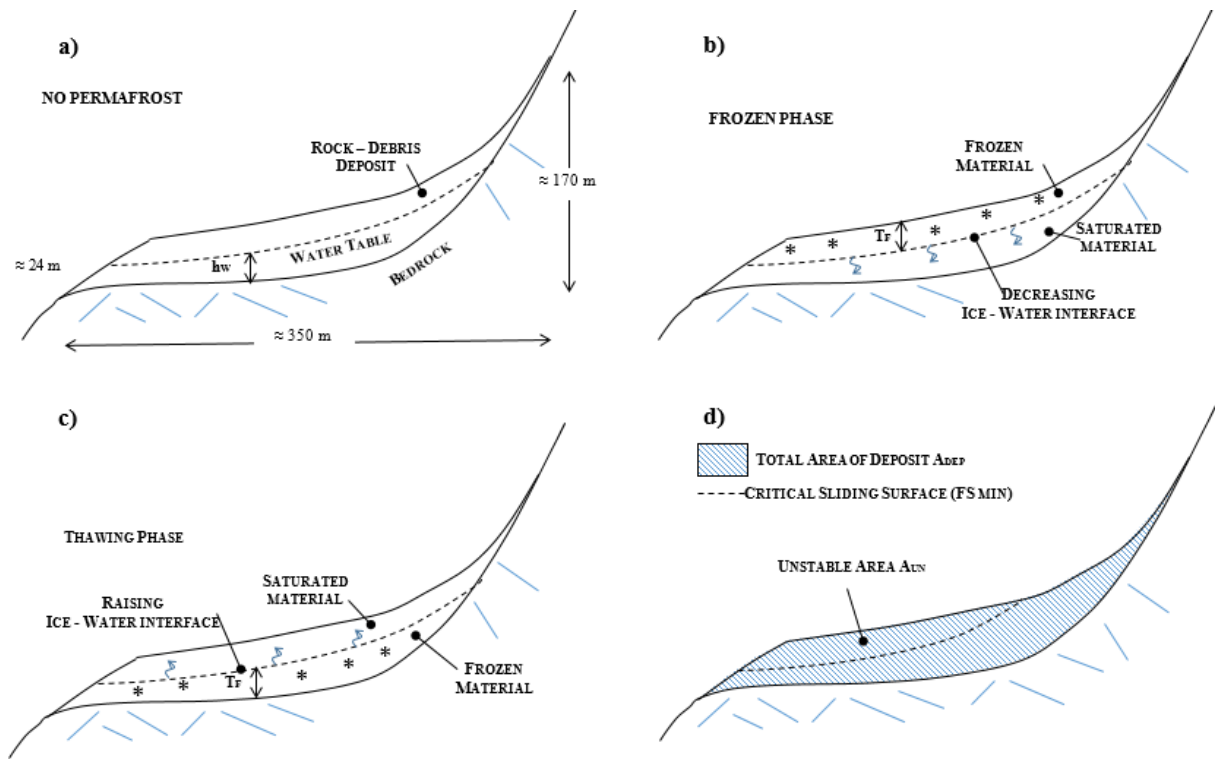 a)
NO PERMAFROST
ROCK – DEBRIS
DEPOSIT
≈ 170 m
WATER TABLE
hw
BEDROCK
≈ 24 m
≈ 350 m
b)
FROZEN PHASE
FROZEN
MATERIAL
TF
SATURATED
MATERIAL
DECREASING
ICE - WATER INTERFACE
c)
THAWING PHASE
SATURATED
MATERIAL
RAISING
ICE - WATER INTERFACE
TF
FROZEN
MATERIAL
d)
TOTAL AREA OF DEPOSIT ADEP
CRITICAL SLIDING SURFACE (FS MIN)
UNSTABLE AREA AUN